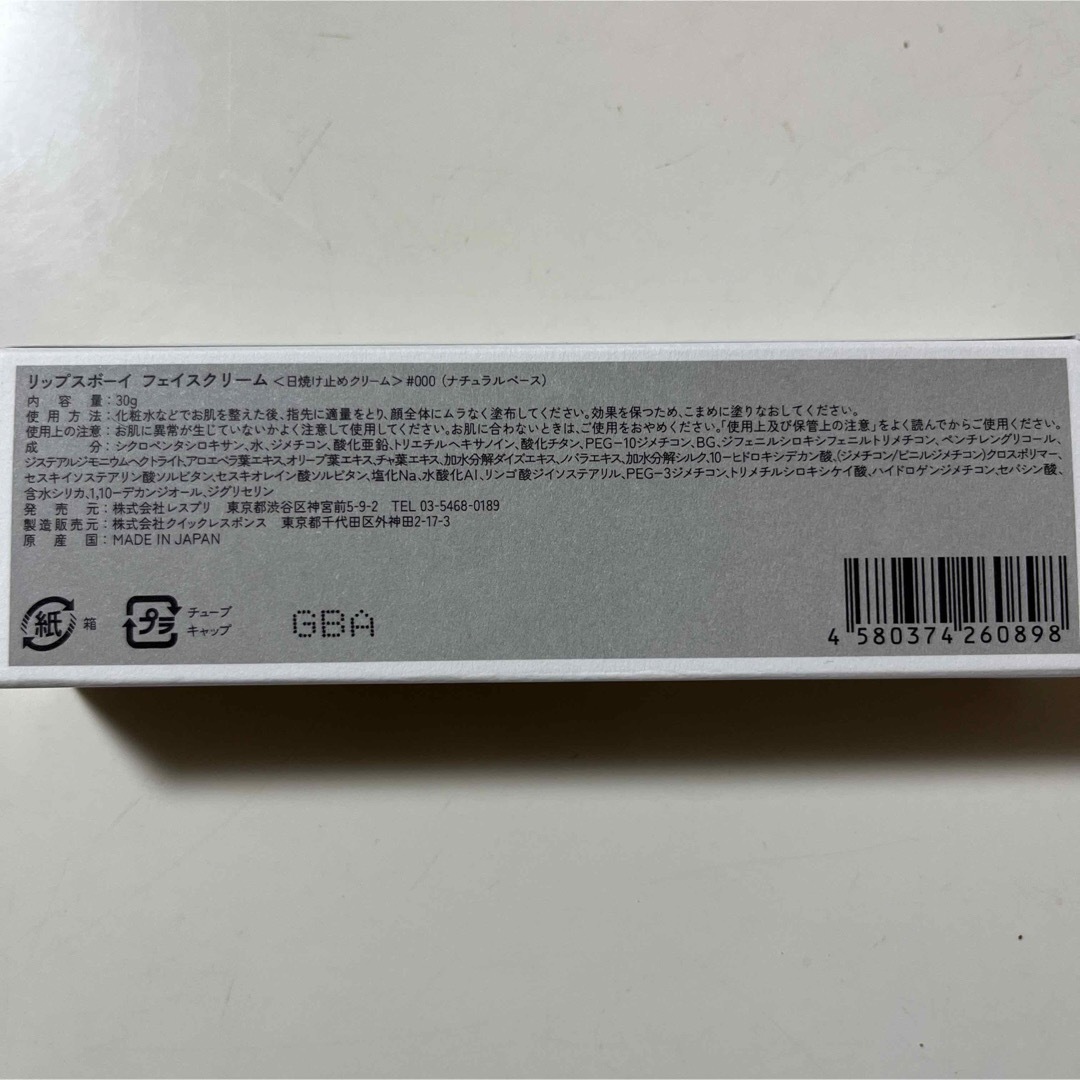 リップスボーイ フェイスクリーム <日焼け止めクリーム> #000 (ナチュラルベース)
内容量:30g
使用方法:化粧水などでお肌を整えた後、指先に適量をとり、顔全体にムラなく塗布してください。効果を保つため、こまめに塗りなおしてください。
使用上の注意:お肌に異常が生じていないかよく注意して使用してください。お肌に合わないときは、ご使用をおやめください。「使用上及び保管上の注意」をよく読んでからご使用ください。
成分:シクロペンタシロキサン、水、ジメチコン、酸化亜鉛、トリエチルヘキサノイン、酸化チタン、PEG-10ジメチコン、BG、ジフェニルシロキシフェニルトリメチコン、ペンチレングリコール、
ジステアルジモニウムヘクトライト、アロエベラ葉エキス、オリーブ葉エキス、チャ葉エキス、加水分解ダイズエキス、ノバラエキス、加水分解シルク、10-ヒドロキシデカン酸、(ジメチコン/ビニルジメチコン)クロスポリマー、
セスキイソステアリン酸ソルビタン、セスキオレイン酸ソルビタン、塩化Na、水酸化Al、リンゴ酸ジイソステアリル、PEG-3ジメチコン、トリメチルシロキシケイ酸、ハイドロゲンジメチコン、セバシン酸、
含水シリカ、1,10-デカンジオール、ジグリセリン
発売元:株式会社レスプリ 東京都渋谷区神宮前5-9-2 TEL 03-5468-0189
製造販売元:株式会社クイックレスポンス 東京都千代田区外神田2-17-3
原産国:MADE IN JAPAN
紙 箱
プラ チューブ
キャップ
GBA
4 580374 260898